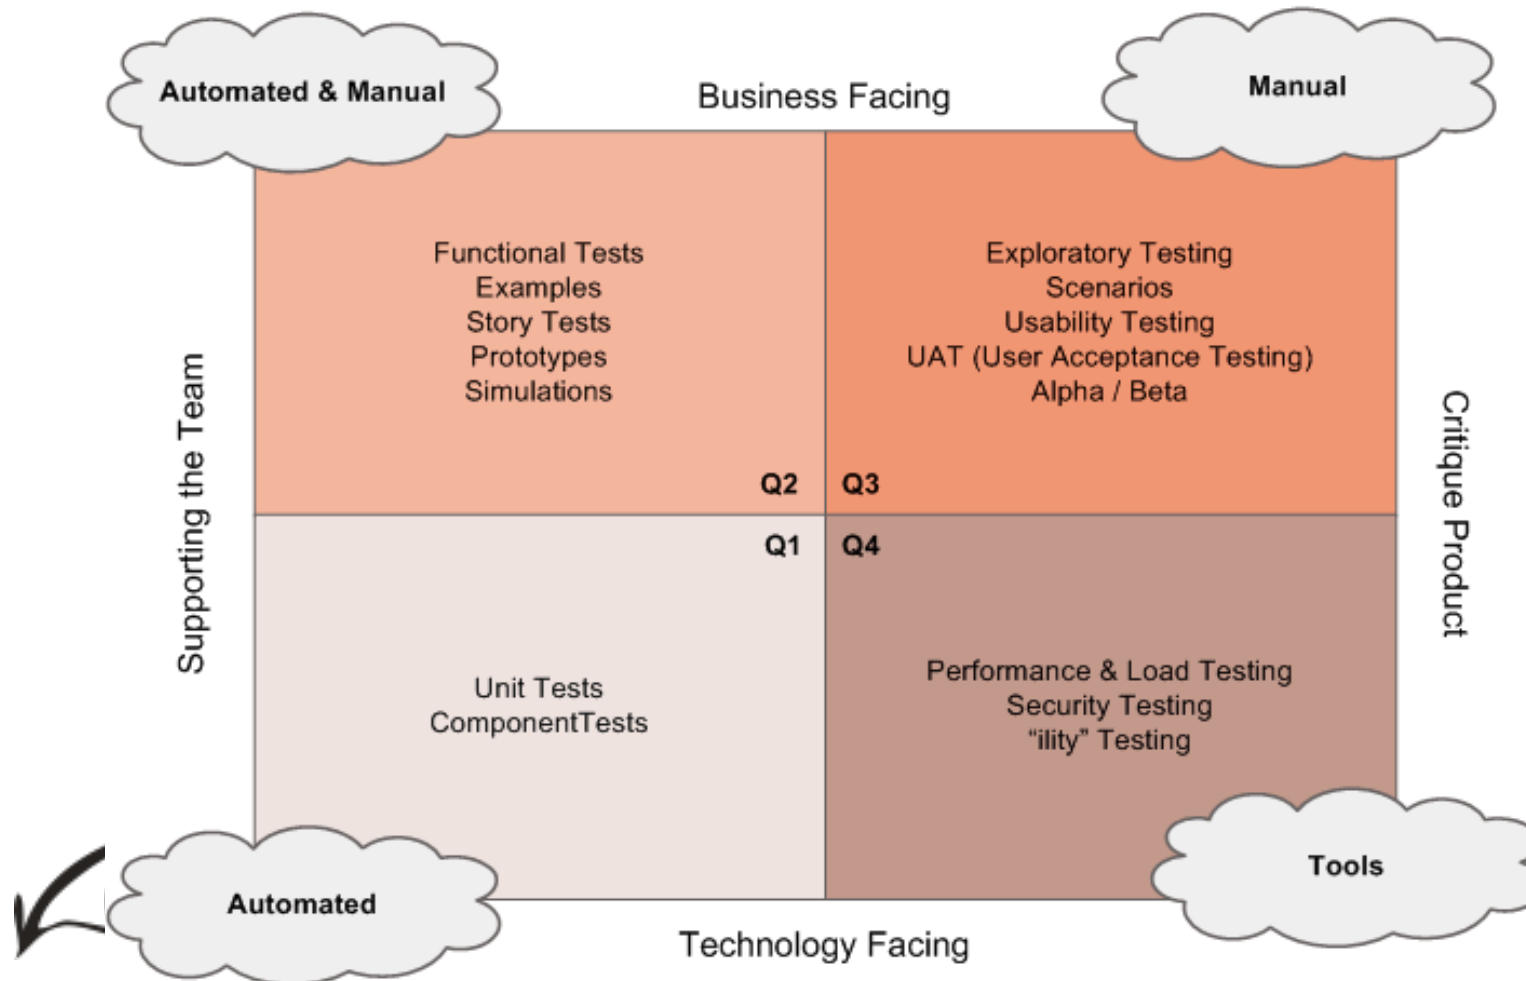 Automated & Manual
Business Facing
Manual
Functional Tests
Examples
Story Tests
Prototypes
Simulations
Exploratory Testing
Scenarios
Usability Testing
UAT (User Acceptance Testing)
Alpha / Beta
Supporting the Team
Critique Product
Q2
Q3
Q1
Q4
Unit Tests
ComponentTests
Performance & Load Testing
Security Testing
“ility” Testing
Automated
Tools
Technology Facing